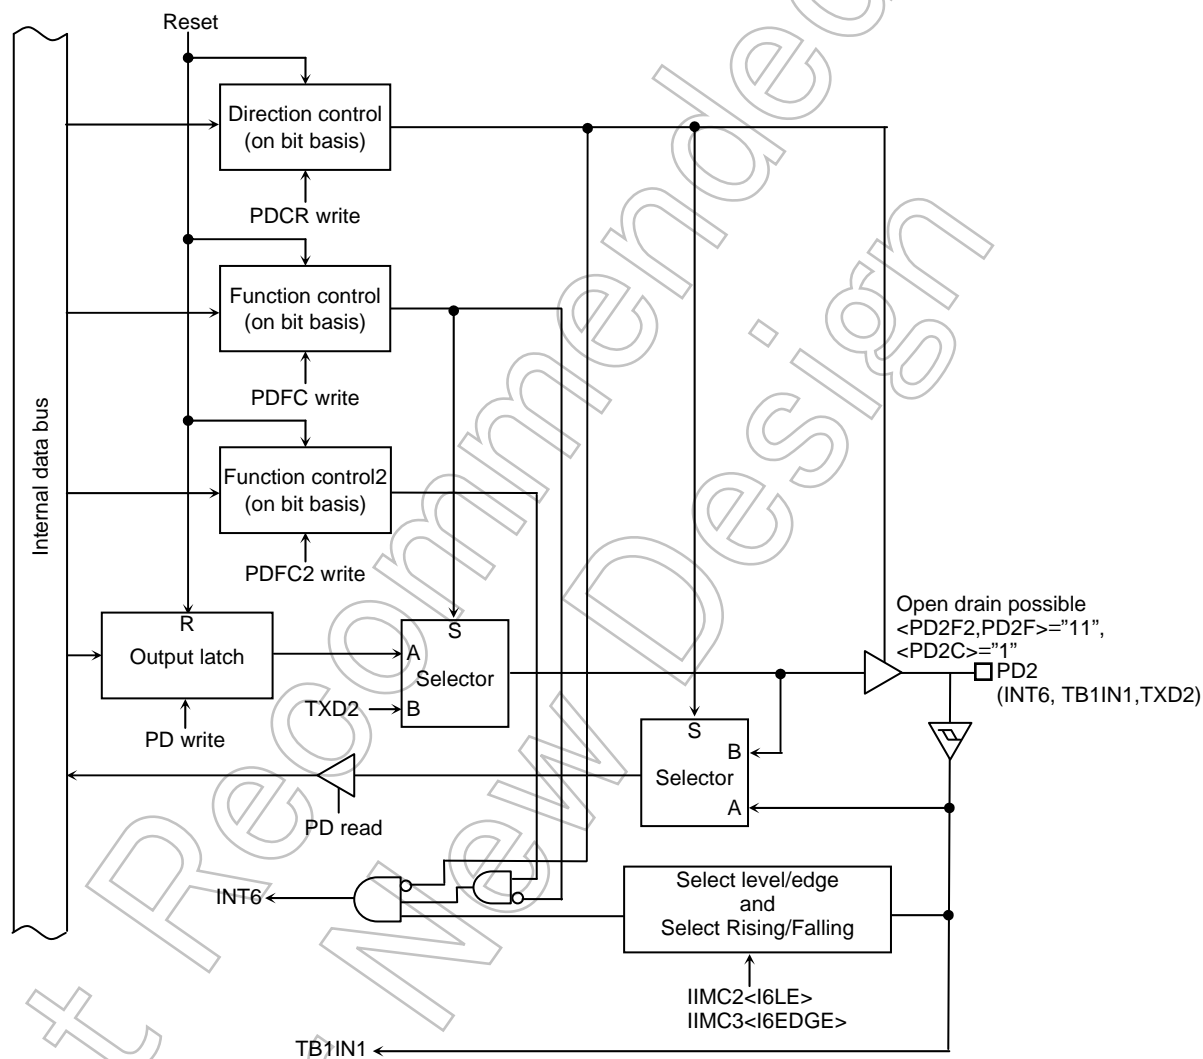 Reset
Direction control
(on bit basis)
PDCR write
Function control
(on bit basis)
PDFC write
Function control2
(on bit basis)
PDFC2 write
Internal data bus
R
Output latch
PD write
S
A
Selector
TXD2
B
Open drain possible
<PD2F2,PD2F>="11",
<PD2C>="1"
PD2
(INT6, TB1IN1,TXD2)
S
B
Selector
A
PD read
INT6
Select level/edge
and
Select Rising/Falling
IIMC2<I6LE>
IIMC3<I6EDGE>
TB1IN1
t Recommended
New Design